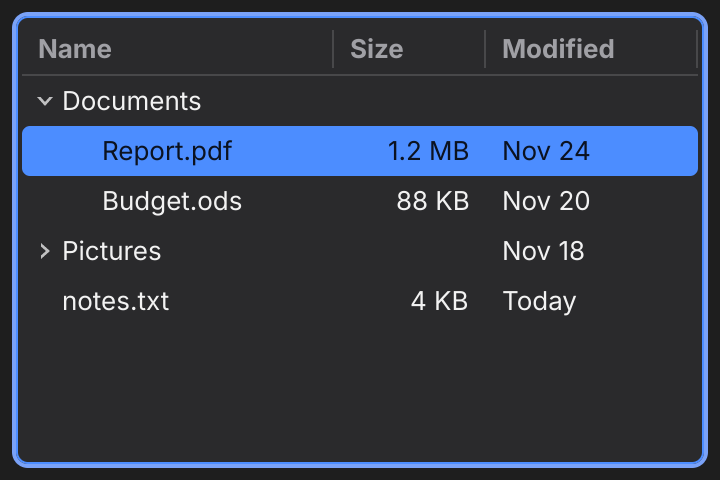 Name Size Modified
Documents
Report.pdf 1.2 MB Nov 24
Budget.ods 88 KB Nov 20
Pictures Nov 18
notes.txt 4 KB Today